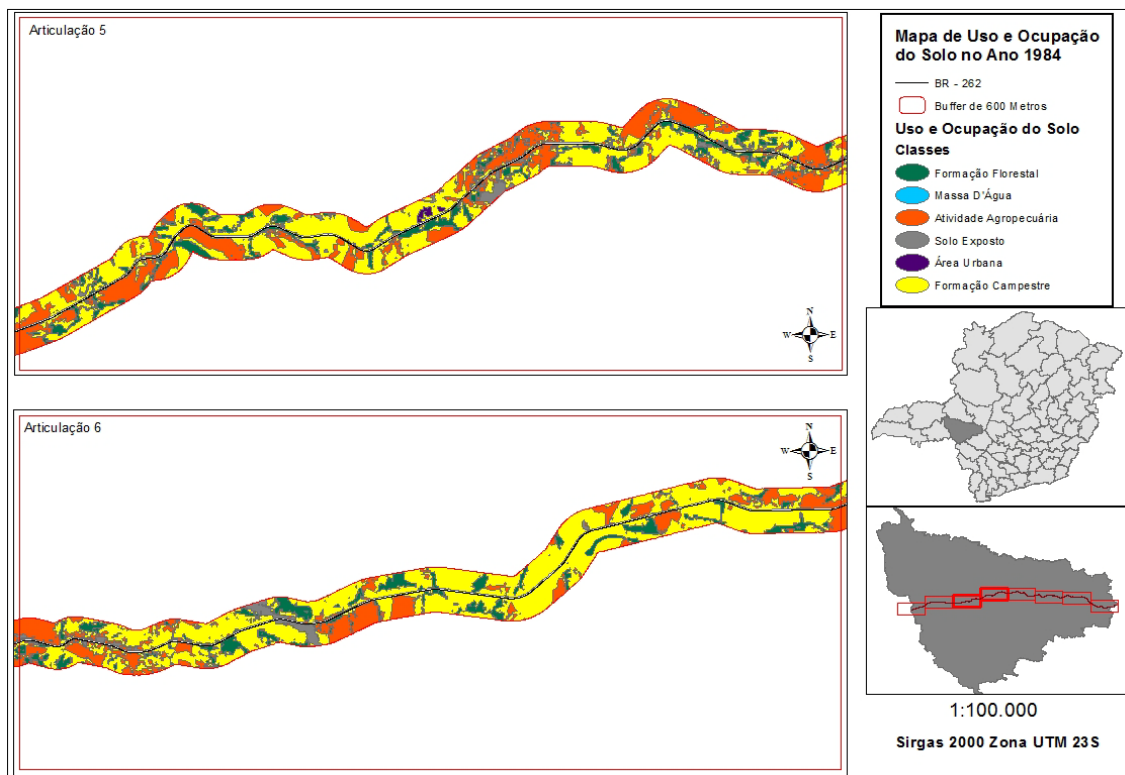 Articulação 5
N
W
E
S
Articulação 6
N
W
E
S
Mapa de Uso e Ocupação
do Solo no Ano 1984
BR - 262
Buffer de 600 Metros
Uso e Ocupação do Solo
Classes
Formação Florestal
Massa D'Água
Atividade Agropecuária
Solo Exposto
Área Urbana
Formação Campestre
1:100.000
Sirgas 2000 Zona UTM 23S